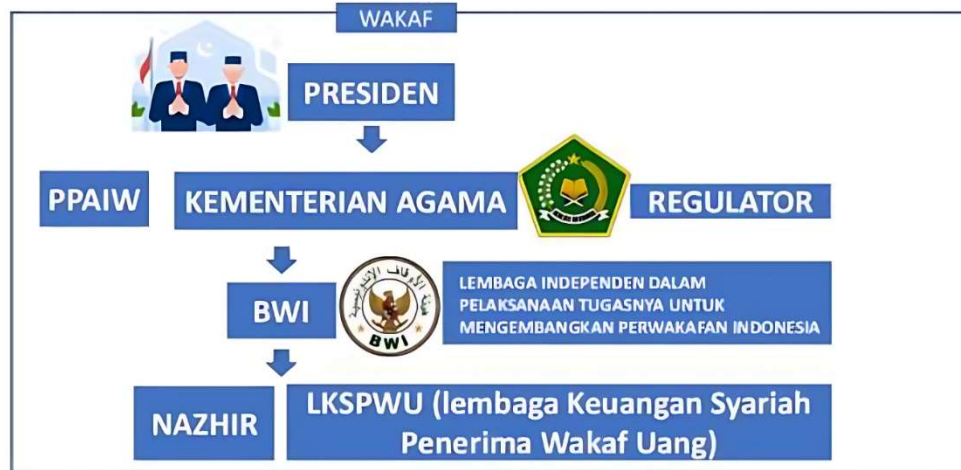 WAKAF
PRESIDEN
PPAIW
KEMENTERIAN AGAMA
REGULATOR
BWI
BWI
LEMBAGA INDEPENDEN DALAM
PELAKSANAAN TUGASNYA UNTUK
MENGEMBANGKAN PERWAKAFAN INDONESIA
NAZHIR
LKSPWU (lembaga Keuangan Syariah
Penerima Wakaf Uang)